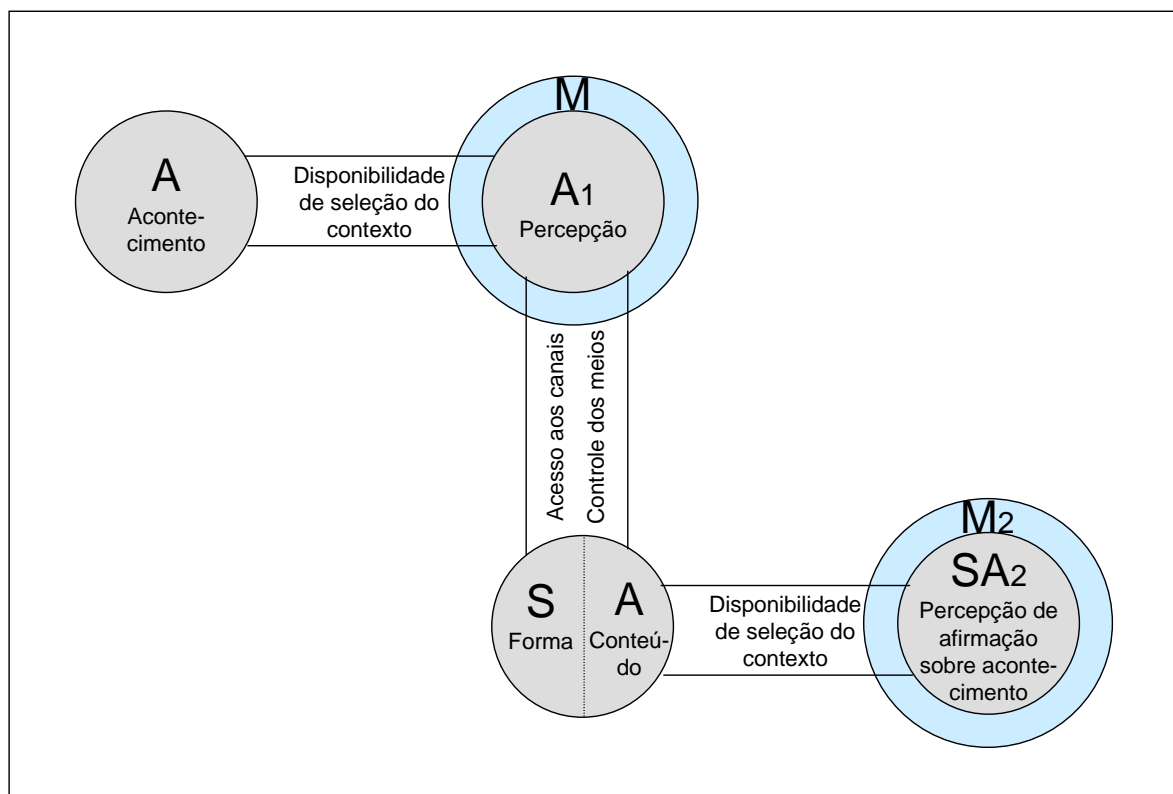 A
Aconte-
cimento
Disponibilidade
de seleção do
contexto
M
A1
Percepção
Acesso aos canais
Controle dos meios
S
Forma
A
Conteú-
do
Disponibilidade
de seleção do
contexto
M2
SA2
Percepção de
afirmação
sobre aconte-
cimento